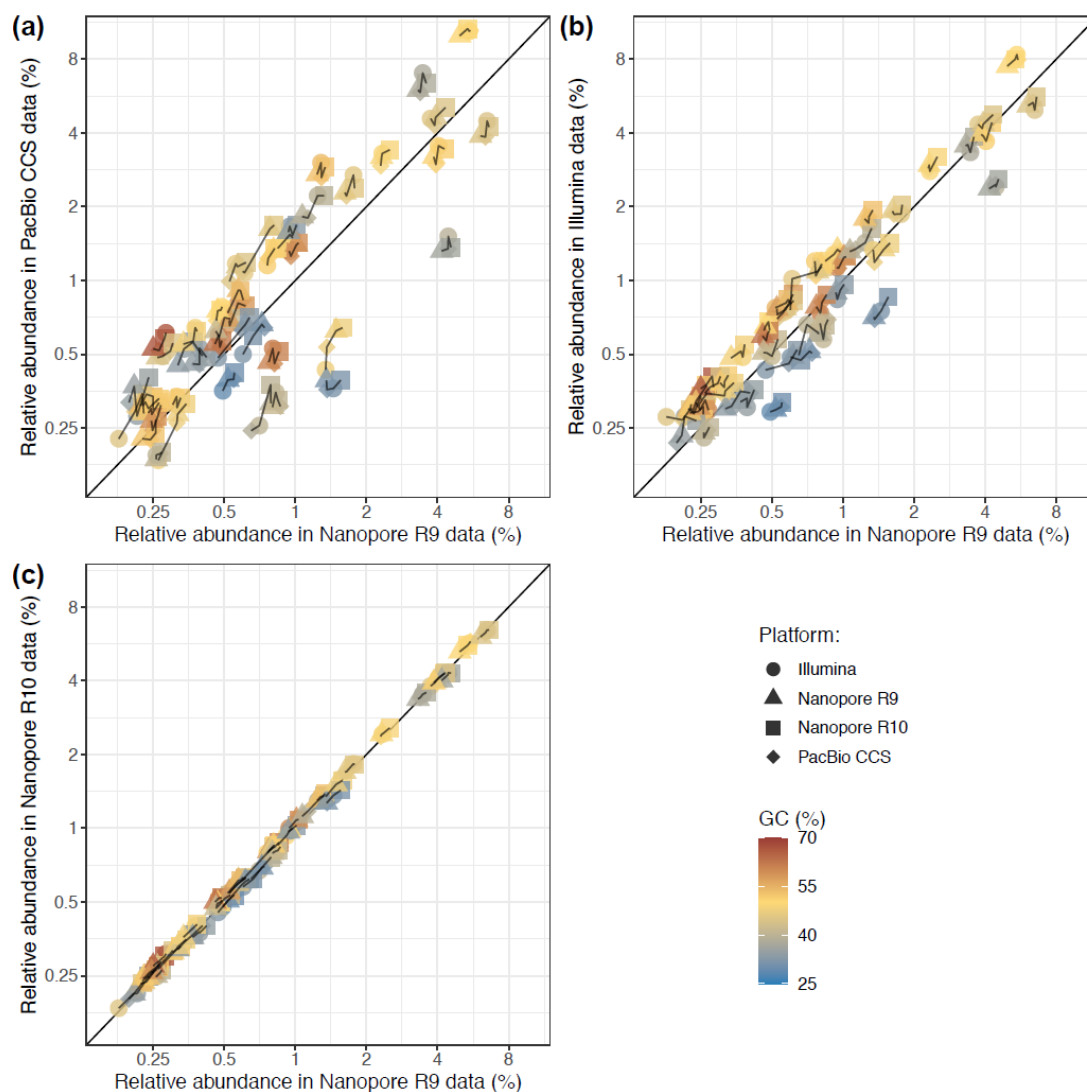 (a)
Relative abundance in PacBio CCS data (%)
8
4
2
1
0.5
0.25
0.25 0.5 1 2 4 8
Relative abundance in Nanopore R9 data (%)
(b)
Relative abundance in Illumina data (%)
8
4
2
1
0.5
0.25
0.25 0.5 1 2 4 8
Relative abundance in Nanopore R9 data (%)
(c)
Relative abundance in Nanopore R10 data (%)
8
4
2
1
0.5
0.25
0.25 0.5 1 2 4 8
Relative abundance in Nanopore R9 data (%)
Platform:
Illumina
Nanopore R9
Nanopore R10
PacBio CCS
GC (%)
70
55
40
25